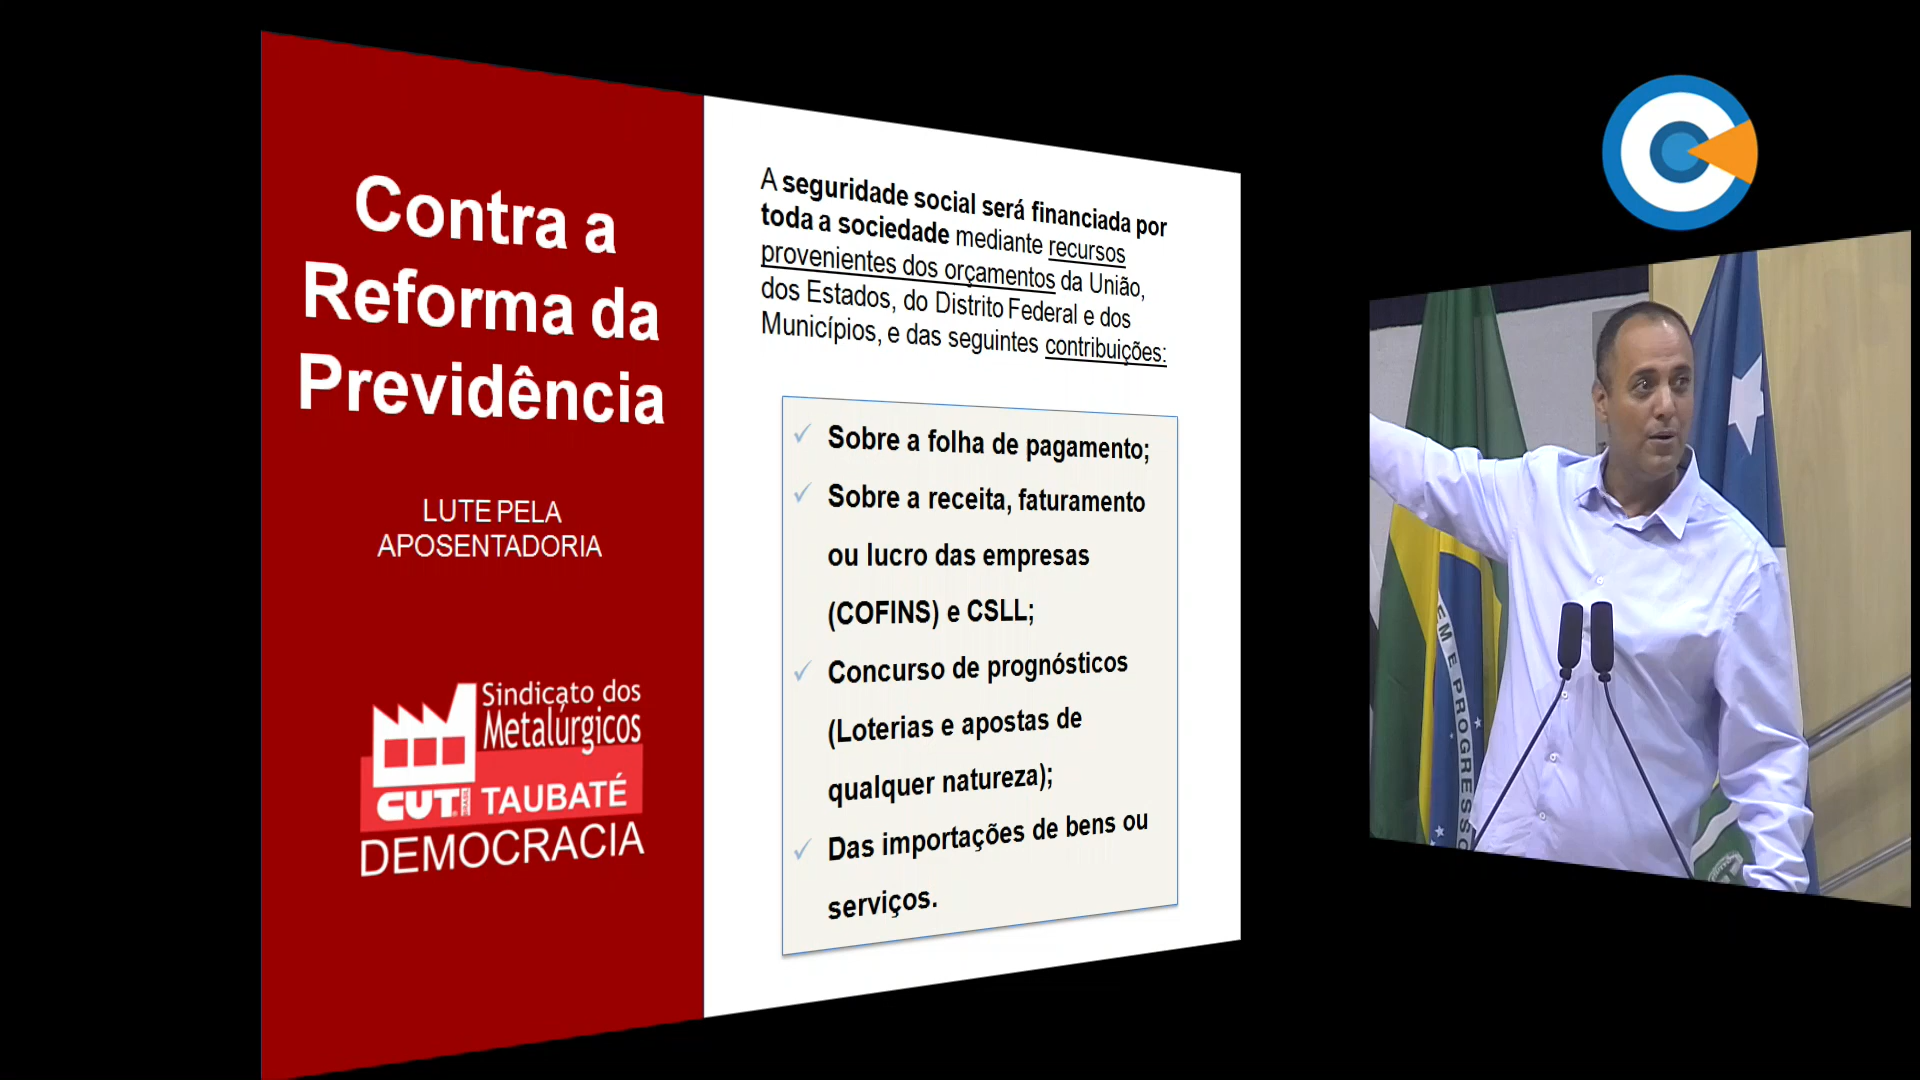 Contra a
Reforma da
Previdência
LUTE PELA
APOSENTADORIA
Sindicato dos
Metalúrgicos
CUT BRASIL TAUBATÉ
DEMOCRACIA
A seguridade social será financiada por
toda a sociedade mediante recursos
provenientes dos orçamentos da União,
dos Estados, do Distrito Federal e dos
Municípios, e das seguintes contribuições:
✓ Sobre a folha de pagamento;
✓ Sobre a receita, faturamento
ou lucro das empresas
(COFINS) e CSLL;
✓ Concurso de prognósticos
(Loterias e apostas de
qualquer natureza);
✓ Das importações de bens ou
serviços.
EM E PROGRESSO